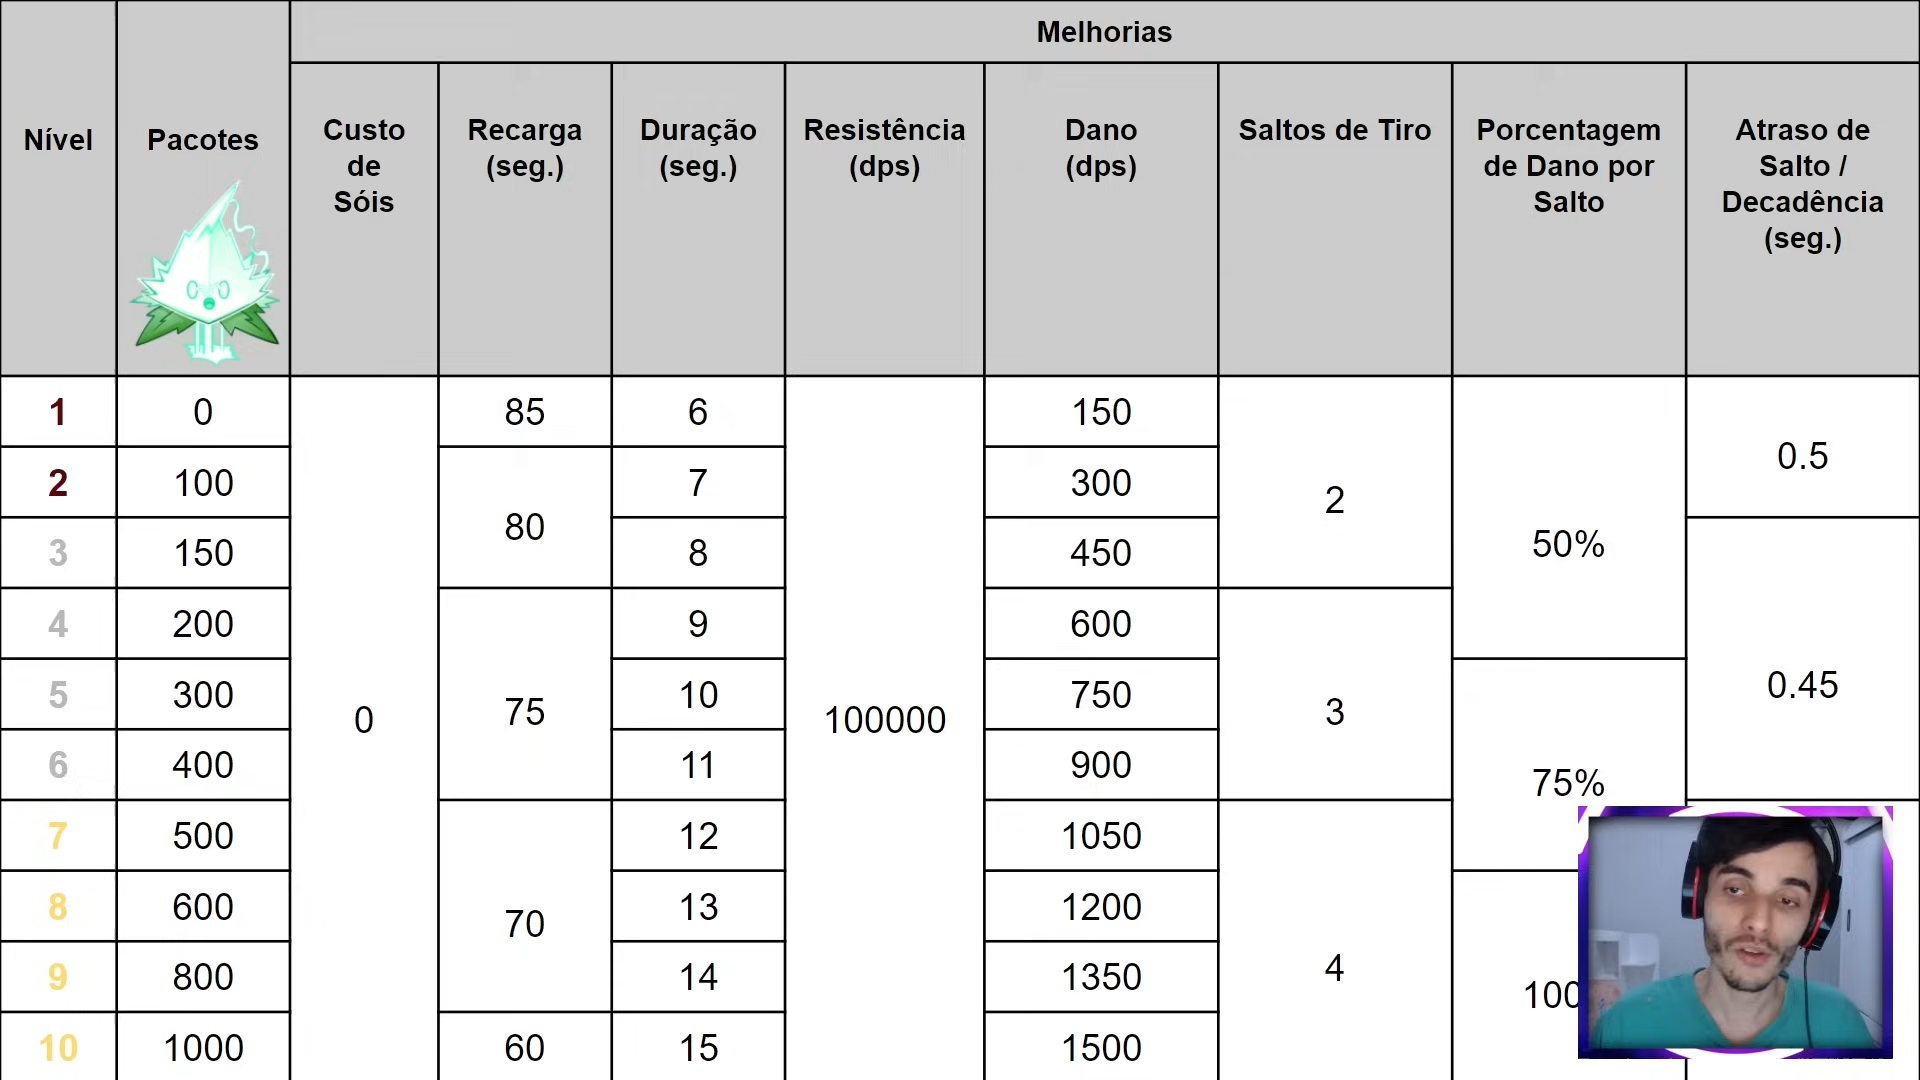 Melhorias
Nível
Pacotes
Custo
de
Sóis
Recarga
(seg.)
Duração
(seg.)
Resistência
(dps)
Dano
(dps)
Saltos de Tiro
Porcentagem
de Dano por
Salto
Atraso de
Salto /
Decadência
(seg.)
1 0 85 6 150
0.5
2 100 7 300
2
80
3 150 8 450
50%
4 200 9 600
5 300 10 750
0.45
0 75 100000 3
6 400 11 900
75%
7 500 12 1050
8 600 13 1200
70
9 800 14 1350
4
100
10 1000 60 15 1500